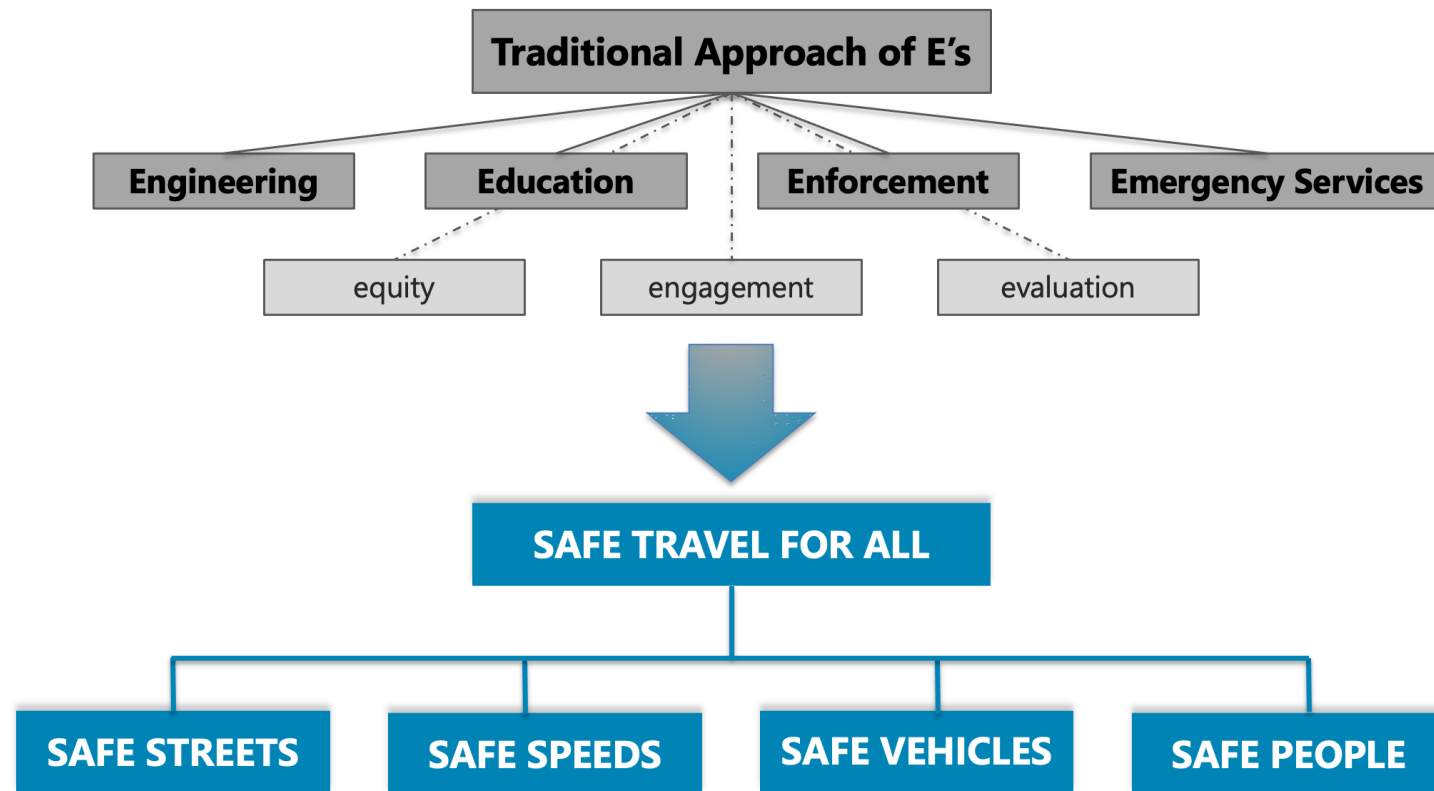 Traditional Approach of E's
Engineering
Education
Enforcement
Emergency Services
equity
engagement
evaluation
SAFE TRAVEL FOR ALL
SAFE STREETS
SAFE SPEEDS
SAFE VEHICLES
SAFE PEOPLE